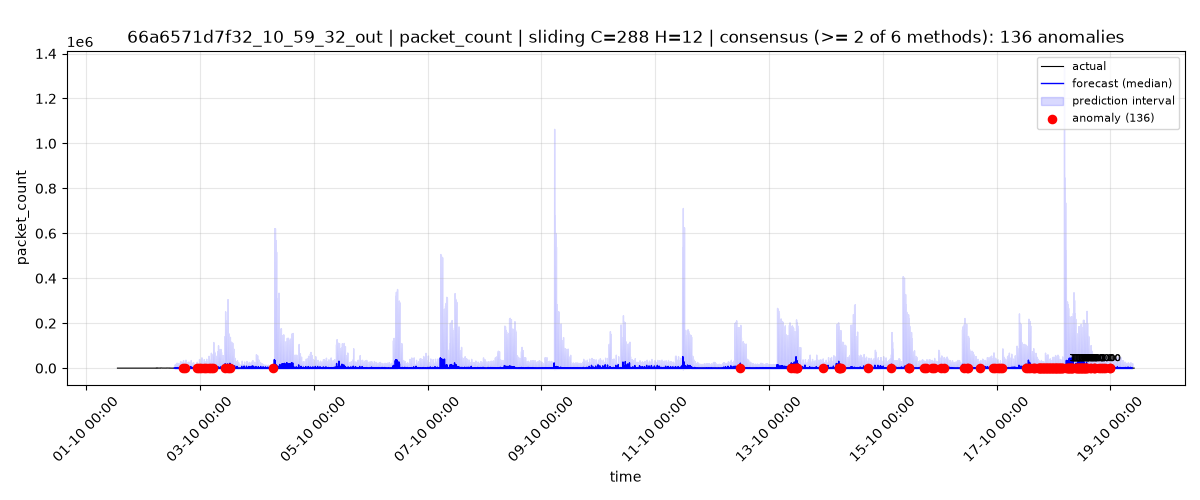 66a6571d7f32_10_59_32_out | packet_count | sliding C=288 H=12 | consensus (>= 2 of 6 methods): 136 anomalies
1e6
1.4
1.2
1.0
0.8
0.6
0.4
0.2
0.0
packet_count
actual
forecast (median)
prediction interval
anomaly (136)
01-10 00:00
03-10 00:00
05-10 00:00
07-10 00:00
09-10 00:00
11-10 00:00
13-10 00:00
15-10 00:00
17-10 00:00
19-10 00:00
time